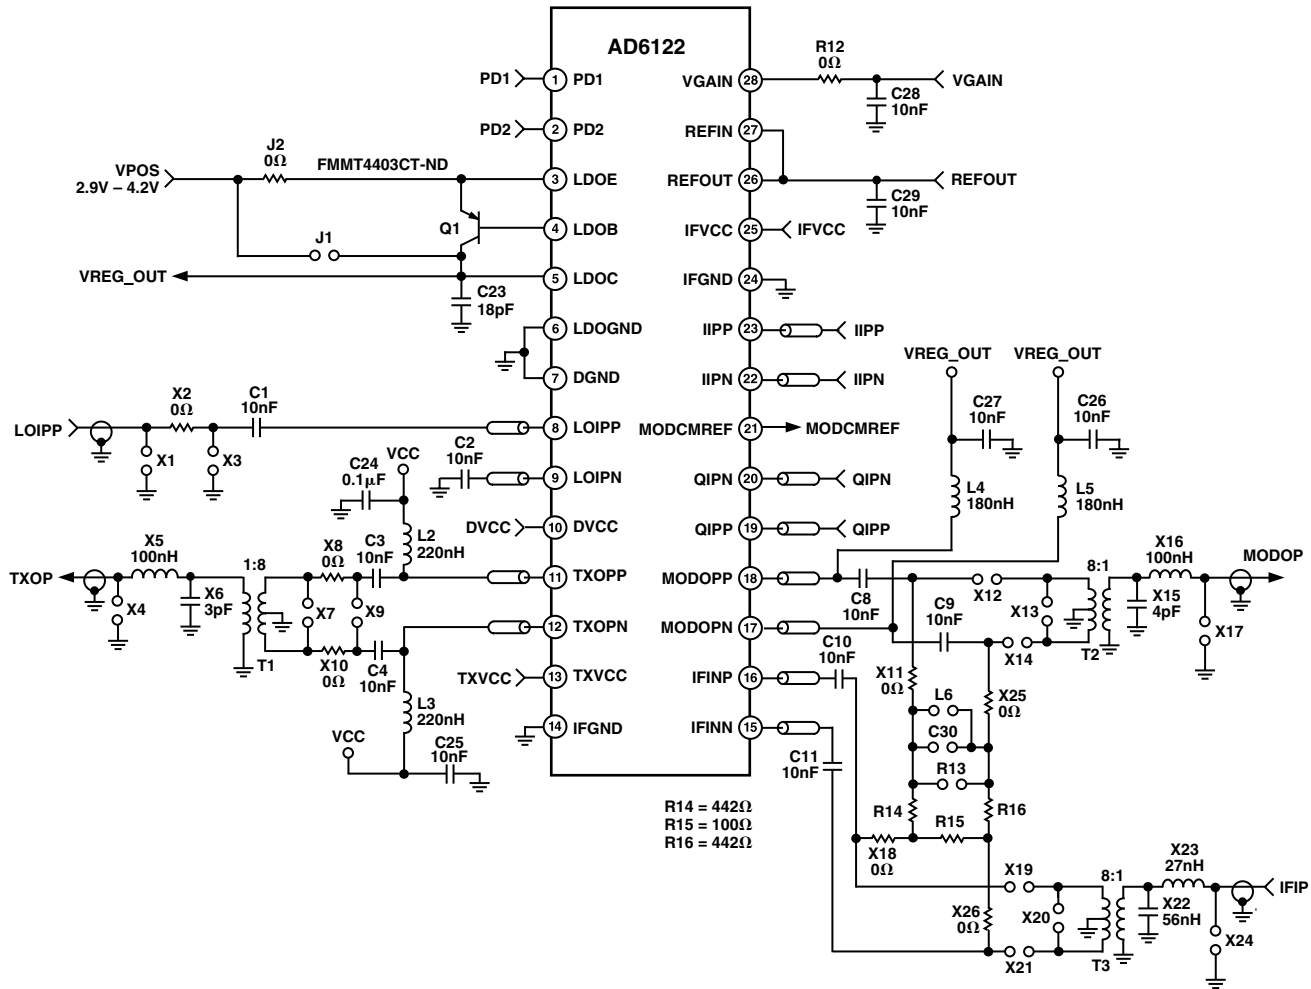 AD6122
PD1
1
PD1
PD2
2
PD2
VPOS
2.9V – 4.2V
J2
0Ω
FMMT4403CT-ND
3
LDOE
Q1
4
LDOB
J1
VREG_OUT
5
LDOC
C23
18pF
6
LDOGND
7
DGND
LOIPP
X2
0Ω
C1
10nF
8
LOIPP
X1
X3
C2
10nF
9
LOIPN
C24
0.1µF
VCC
DVCC
10
DVCC
L2
220nH
TXOP
X5
100nH
X4
X6
3pF
1:8
T1
X8
0Ω
C3
10nF
X7
X9
X10
0Ω
C4
10nF
11
TXOPP
12
TXOPN
TXVCC
13
TXVCC
L3
220nH
VCC
C25
10nF
14
IFGND
VGAIN
28
R12
0Ω
C28
10nF
VGAIN
REFIN
27
REFOUT
26
REFOUT
C29
10nF
IFVCC
25
IFVCC
IFGND
24
IIPP
23
IIPP
IIPN
22
IIPN
MODCMREF
21
MODCMREF
QIPN
20
QIPN
QIPP
19
QIPP
VREG_OUT
VREG_OUT
C27
10nF
C26
10nF
L4
180nH
L5
180nH
MODOPP
18
C8
10nF
MODOPN
17
C9
10nF
X12
X13
X14
8:1
T2
X16
100nH
X15
4pF
X17
MODOP
IFINP
16
C10
10nF
IFINN
15
C11
10nF
X11
0Ω
X25
0Ω
L6
C30
R13
R14
R16
R15
X18
0Ω
R14 = 442Ω
R15 = 100Ω
R16 = 442Ω
X19
X20
X26
0Ω
X21
8:1
T3
X23
27nH
X22
56nH
X24
IFIP